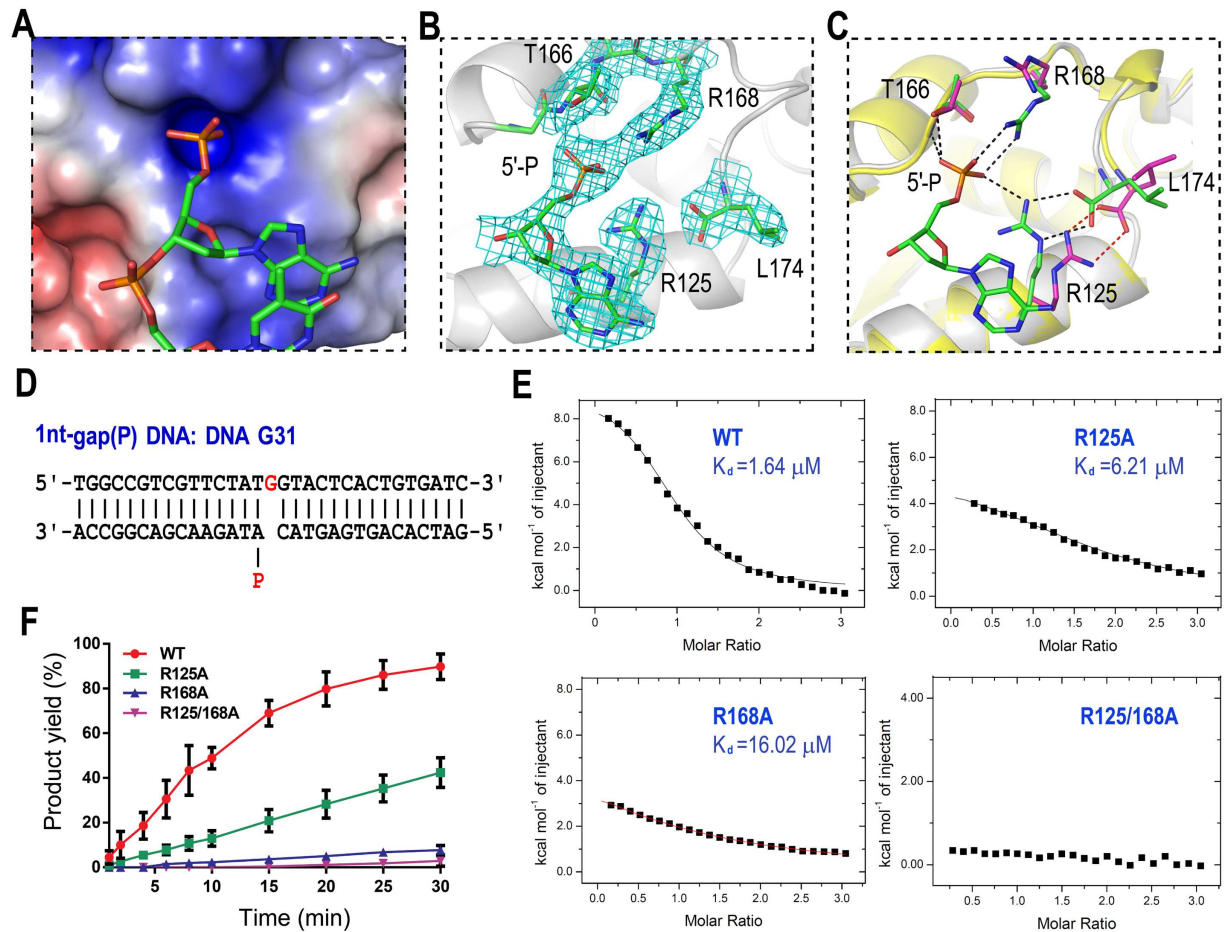 A
B
T166
R168
5'-P
R125
L174
C
T166
R168
5'-P
L174
R125
D
1nt-gap(P) DNA: DNA G31
5'-TGGCCGTCGTTCTATGGTACTCACTGTGATC-3'
3'-ACCGGCAGCAAGATA CATGAGTGACACTAG-5'
P
E
WT
Kd =1.64 μM
8.0
6.0
4.0
2.0
0.0
kcal mol-1 of injectant
0
1
2
3
Molar Ratio
R125A
Kd =6.21 μM
8.0
6.0
4.0
2.0
0.0
kcal mol-1 of injectant
0.0
0.5
1.0
1.5
2.0
2.5
3.0
Molar Ratio
R168A
Kd =16.02 μM
8.0
6.0
4.0
2.0
0.0
kcal mol-1 of injectant
0.0
0.5
1.0
1.5
2.0
2.5
3.0
Molar Ratio
R125/168A
4.00
2.00
0.00
kcal mol-1 of injectant
0.5
1.0
1.5
2.0
2.5
3.0
Molar Ratio
F
WT
R125A
R168A
R125/168A
100
80
60
40
20
0
Product yield (%)
5
10
15
20
25
30
Time (min)